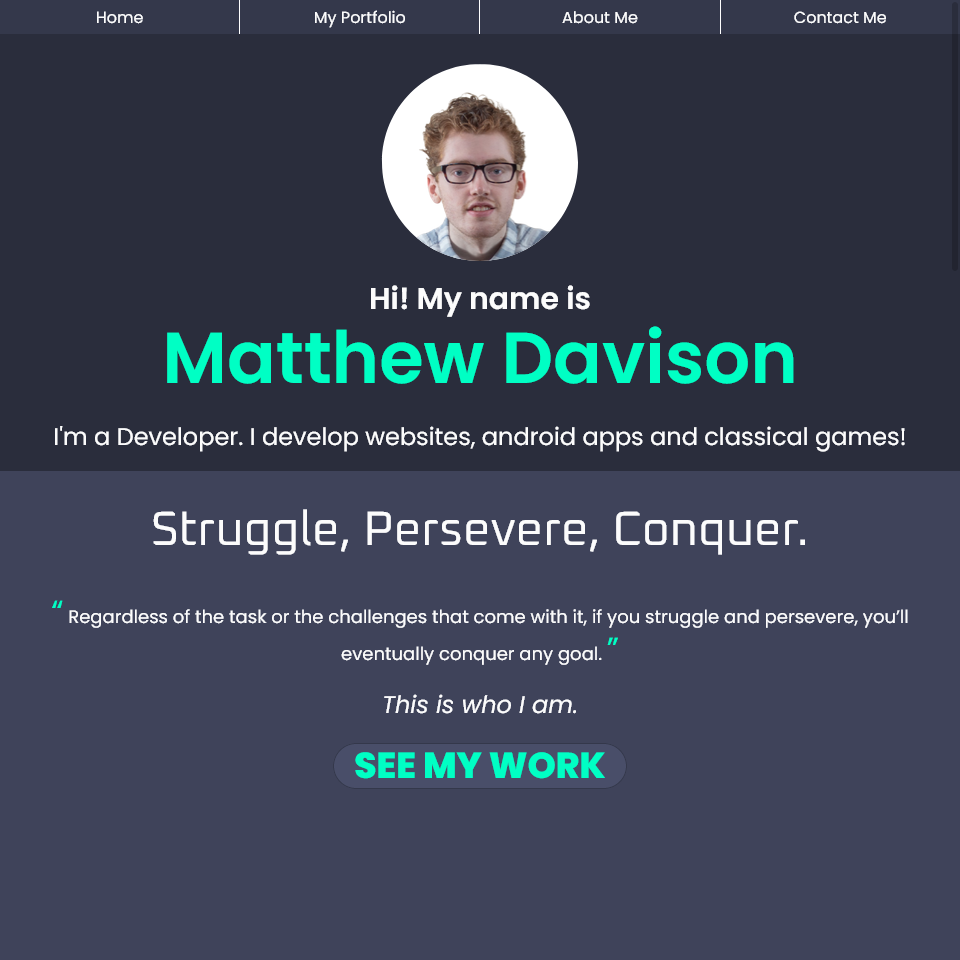 Home
My Portfolio
About Me
Contact Me
Hi! My name is
Matthew Davison
I'm a Developer. I develop websites, android apps and classical games!
Struggle, Persevere, Conquer.
“ Regardless of the task or the challenges that come with it, if you struggle and persevere, you’ll
eventually conquer any goal. ”
This is who I am.
SEE MY WORK